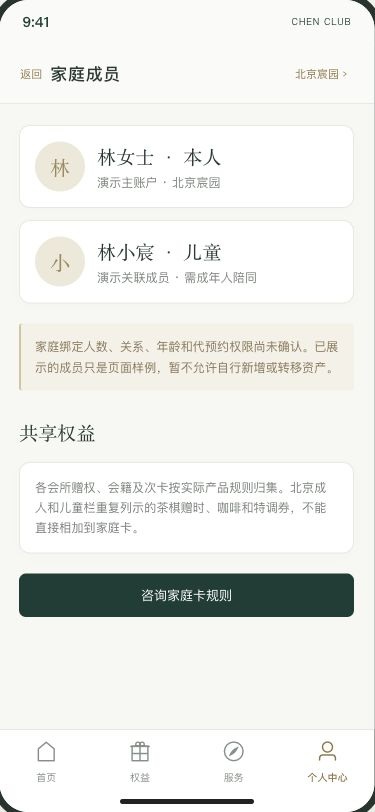 9:41
CHEN CLUB
返回 家庭成员
北京宸园 ›
林
林女士 · 本人
演示主账户 · 北京宸园
小
林小宸 · 儿童
演示关联成员 · 需成年人陪同
家庭绑定人数、关系、年龄和代预约权限尚未确认。已展
示的成员只是页面样例，暂不允许自行新增或转移资产。
共享权益
各会所赠权、会籍及次卡按实际产品规则归集。北京成
人和儿童栏重复列示的茶棋赠时、咖啡和特调券，不能
直接相加到家庭卡。
咨询家庭卡规则
首页
权益
服务
个人中心